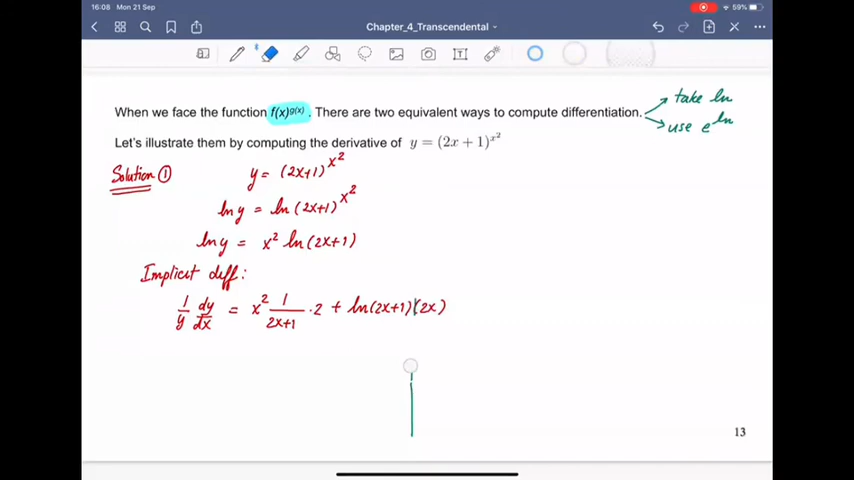 16:08 Mon 21 Sep
59%
Chapter_4_Transcendental
When we face the function f(x)^g(x). There are two equivalent ways to compute differentiation.
take ln
use e^ln
Let's illustrate them by computing the derivative of y = (2x + 1)^x²
Solution ①
y = (2x+1)^x²
ln y = ln (2x+1)^x²
ln y = x² ln (2x+1)
Implicit diff:
1/y dy/dx = x² 1/(2x+1) · 2 + ln(2x+1)(2x)
13